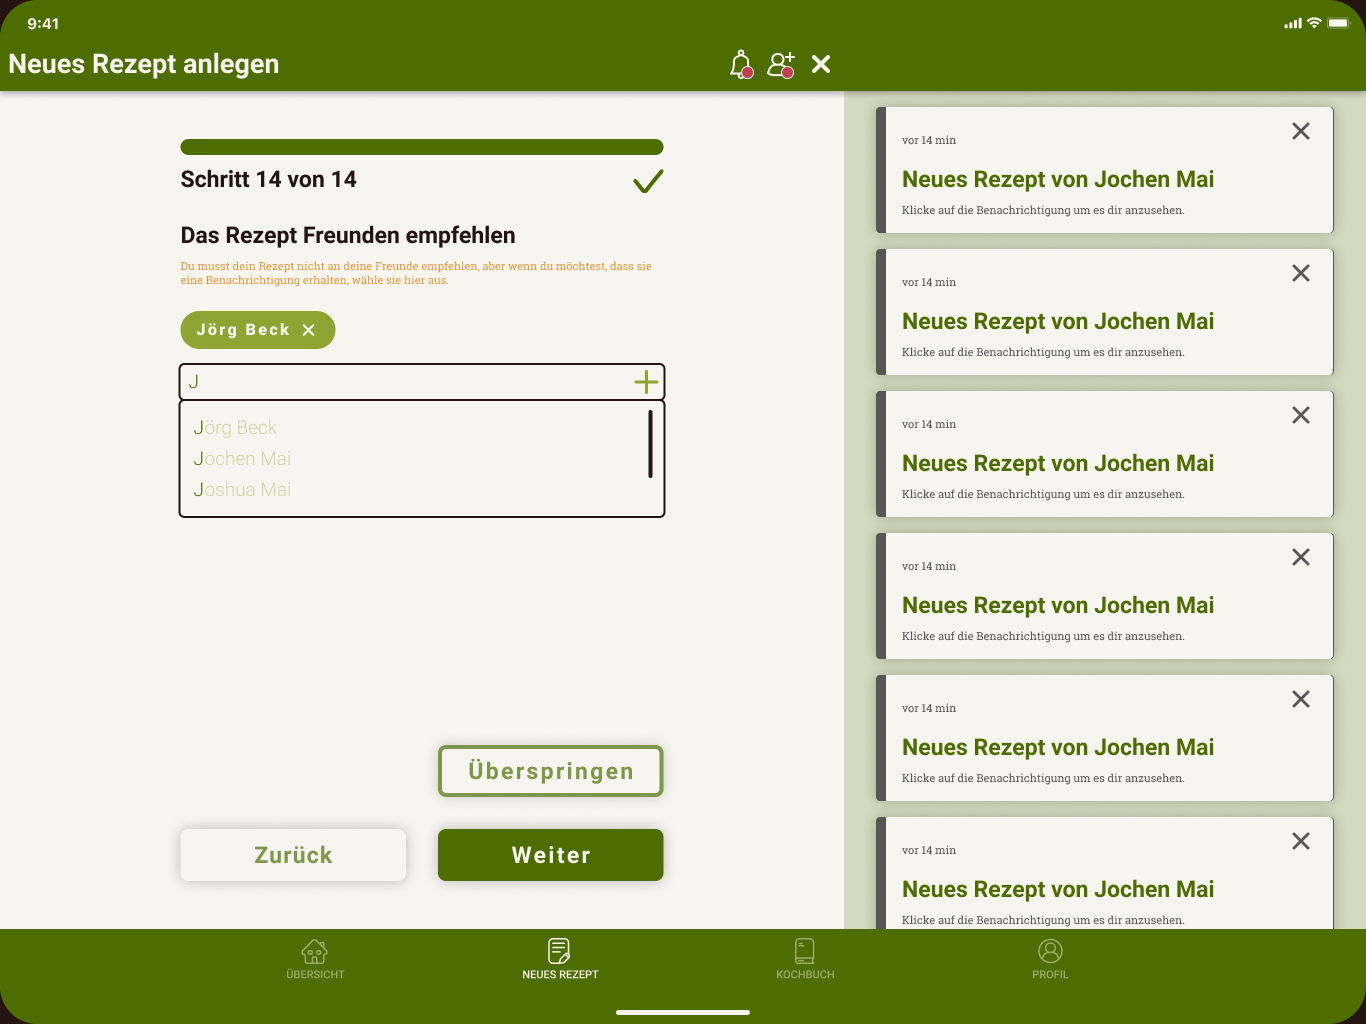 9:41
Neues Rezept anlegen
Schritt 14 von 14
Das Rezept Freunden empfehlen
Du musst dein Rezept nicht an deine Freunde empfehlen, aber wenn du möchtest, dass sie
eine Benachrichtigung erhalten, wähle sie hier aus.
Jörg Beck
J
Jörg Beck
Jochen Mai
Joshua Mai
Überspringen
Zurück
Weiter
vor 14 min
Neues Rezept von Jochen Mai
Klicke auf die Benachrichtigung um es dir anzusehen.
vor 14 min
Neues Rezept von Jochen Mai
Klicke auf die Benachrichtigung um es dir anzusehen.
vor 14 min
Neues Rezept von Jochen Mai
Klicke auf die Benachrichtigung um es dir anzusehen.
vor 14 min
Neues Rezept von Jochen Mai
Klicke auf die Benachrichtigung um es dir anzusehen.
vor 14 min
Neues Rezept von Jochen Mai
Klicke auf die Benachrichtigung um es dir anzusehen.
vor 14 min
Neues Rezept von Jochen Mai
Klicke auf die Benachrichtigung um es dir anzusehen.
ÜBERSICHT
NEUES REZEPT
KOCHBUCH
PROFIL